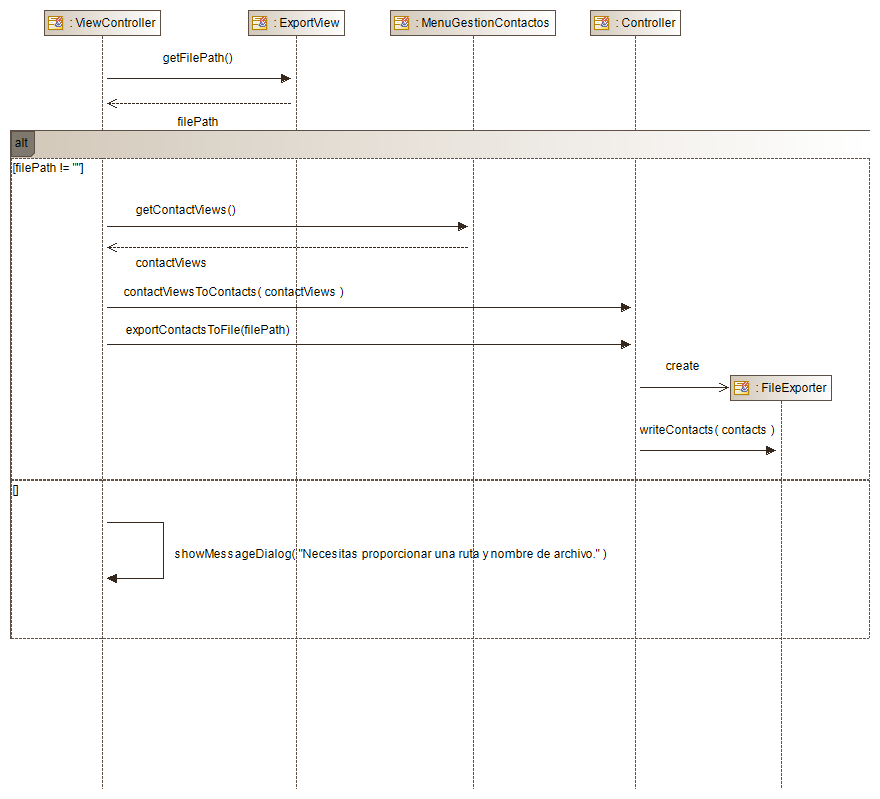 : ViewController
: ExportView
: MenuGestionContactos
: Controller
getFilePath()
filePath
alt
[filePath != ""]
getContactViews()
contactViews
contactViewsToContacts( contactViews )
exportContactsToFile(filePath)
create
: FileExporter
writeContacts( contacts )
[]
showMessageDialog( "Necesitas proporcionar una ruta y nombre de archivo." )